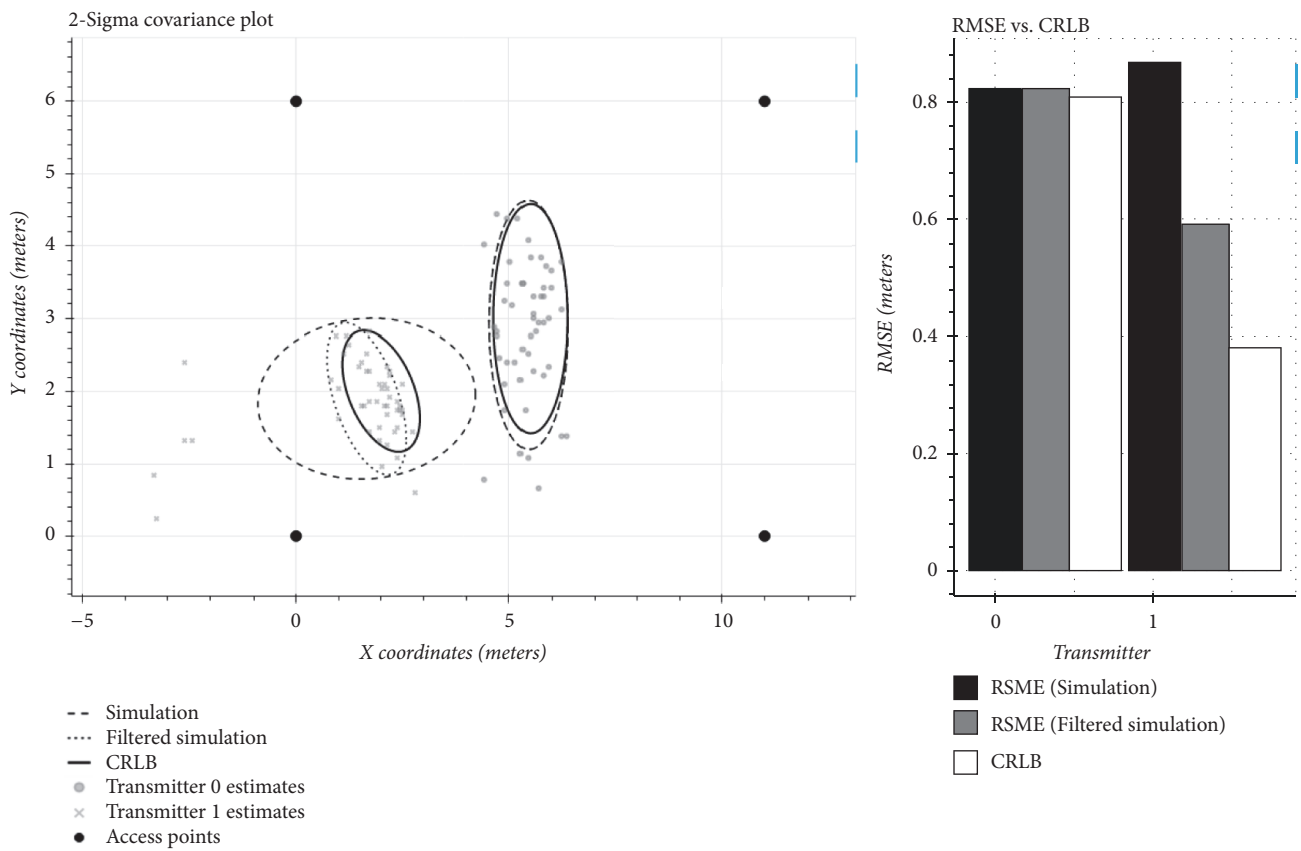 2-Sigma covariance plot
6
5
4
3
2
1
0
Y coordinates (meters)
−5
0
5
10
X coordinates (meters)
Simulation
Filtered simulation
CRLB
Transmitter 0 estimates
Transmitter 1 estimates
Access points
RMSE vs. CRLB
0.8
0.6
0.4
0.2
0
RMSE (meters
0
1
Transmitter
RSME (Simulation)
RSME (Filtered simulation)
CRLB